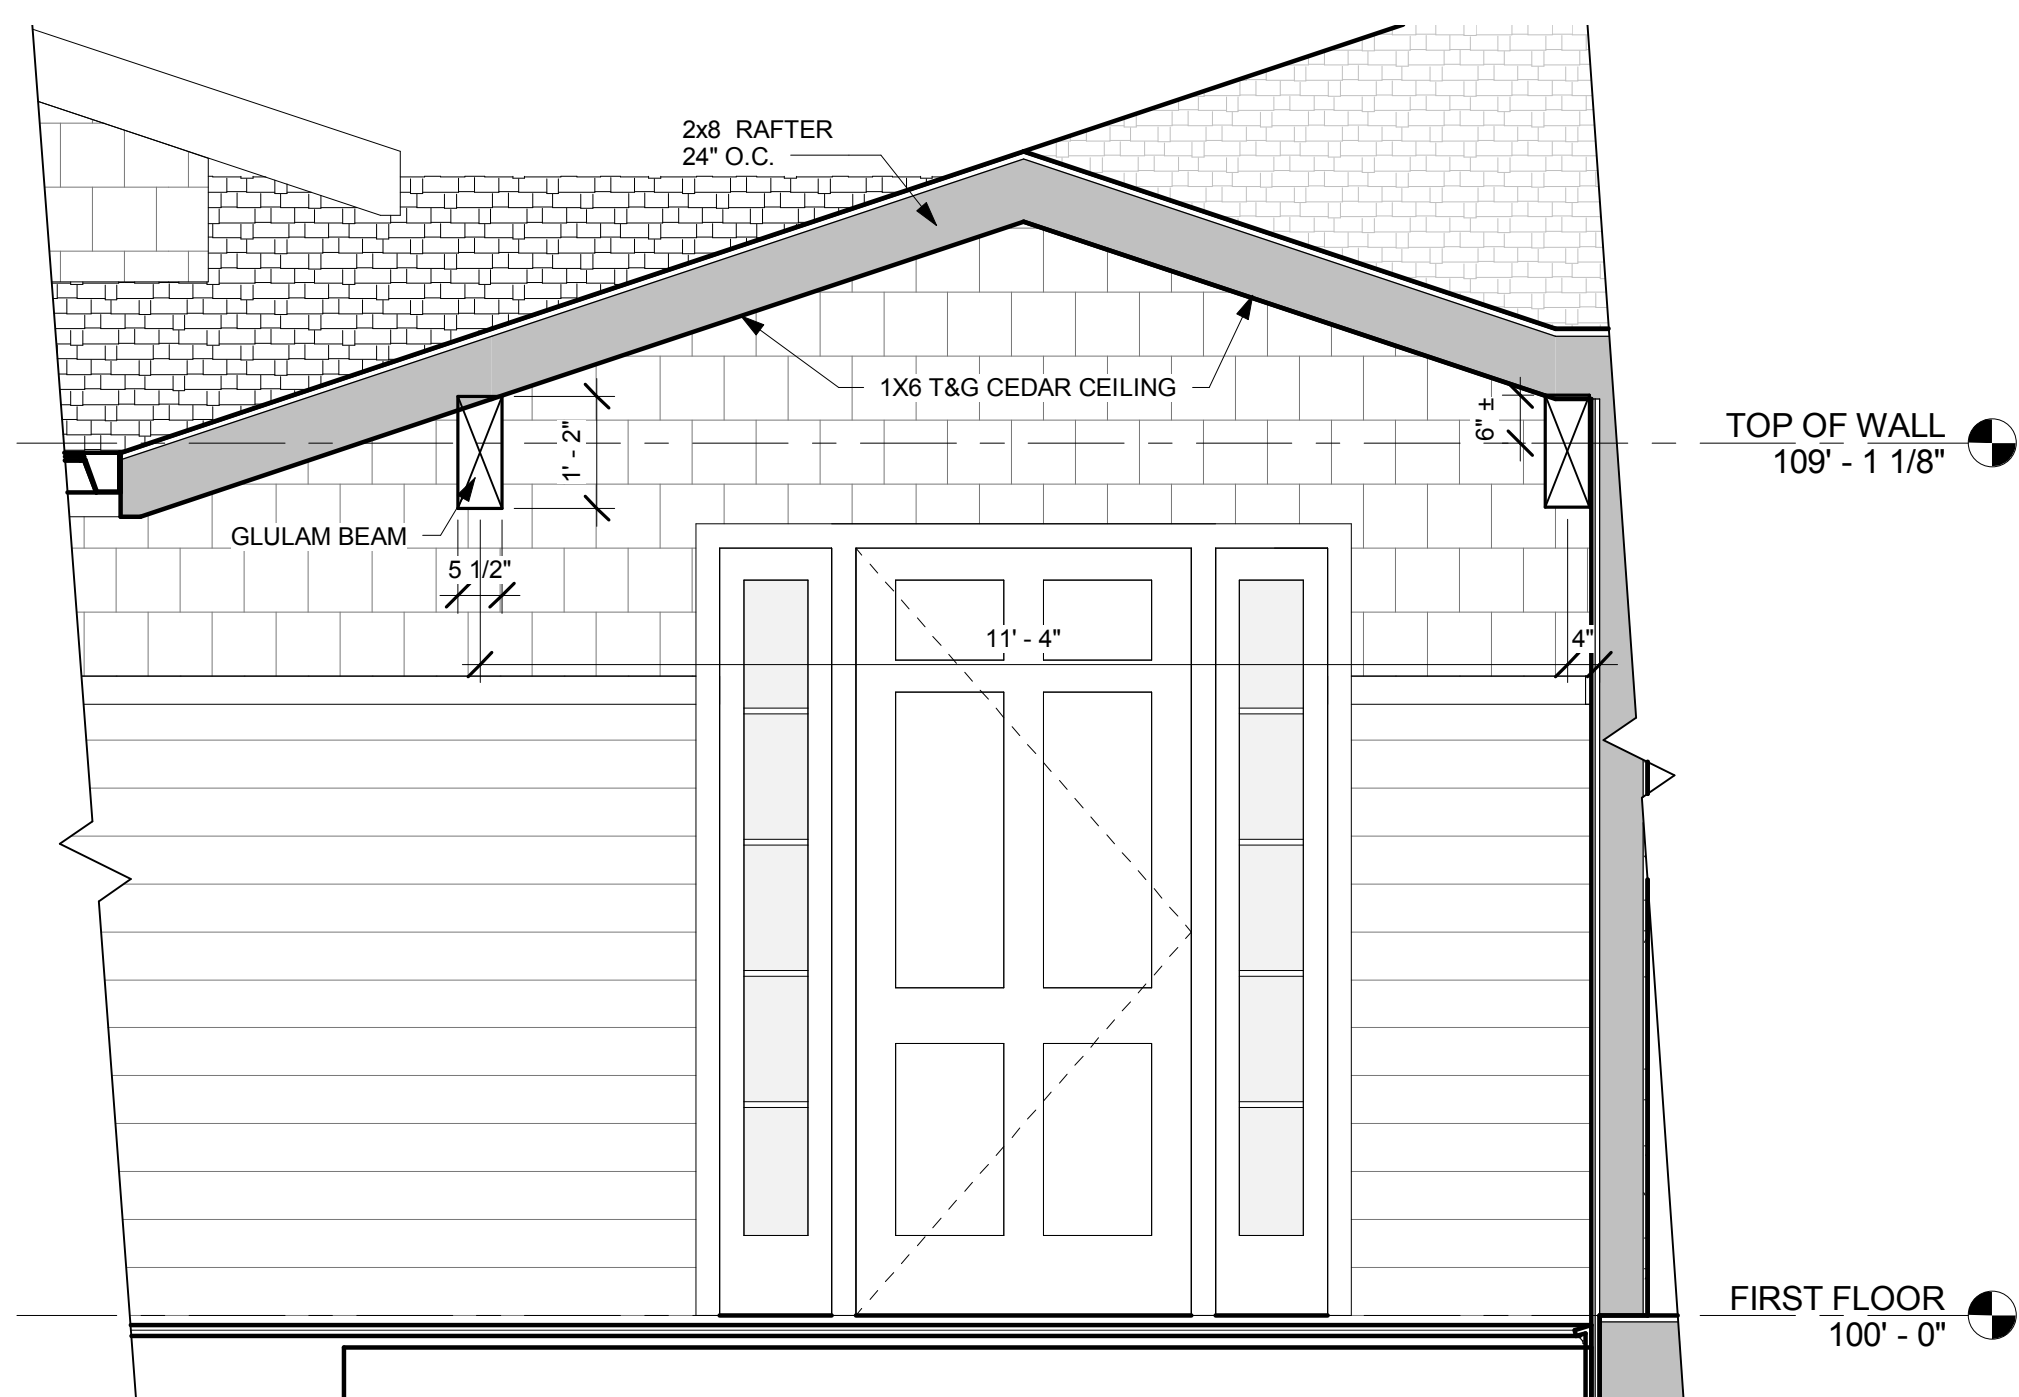 2x8 RAFTER
24" O.C.
1X6 T&G CEDAR CEILING
6" ±
1' - 2"
TOP OF WALL
109' - 1 1/8"
GLULAM BEAM
5 1/2"
11' - 4"
4"
FIRST FLOOR
100' - 0"